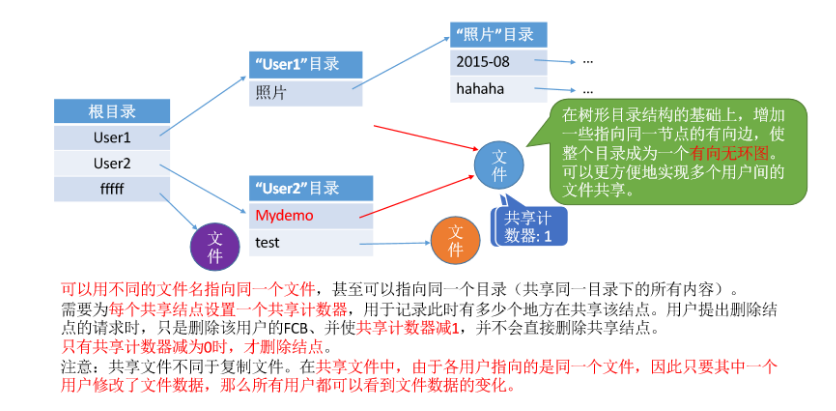 "照片"目录
2015-08
...
hahaha
...
"User1"目录
照片
根目录
User1
User2
fffff
在树形目录结构的基础上，增加
一些指向同一节点的有向边，使
整个目录成为一个有向无环图。
可以更方便地实现多个用户间的
文件共享。
文
件
"User2"目录
Mydemo
test
共享计
数器: 1
文
件
文
件
可以用不同的文件名指向同一个文件，甚至可以指向同一个目录（共享同一目录下的所有内容）。
需要为每个共享结点设置一个共享计数器，用于记录此时有多少个地方在共享该结点。用户提出删除结
点的请求时，只是删除该用户的FCB、并使共享计数器减1，并不会直接删除共享结点。
只有共享计数器减为0时，才删除结点。
注意：共享文件不同于复制文件。在共享文件中，由于各用户指向的是同一个文件，因此只要其中一个
用户修改了文件数据，那么所有用户都可以看到文件数据的变化。